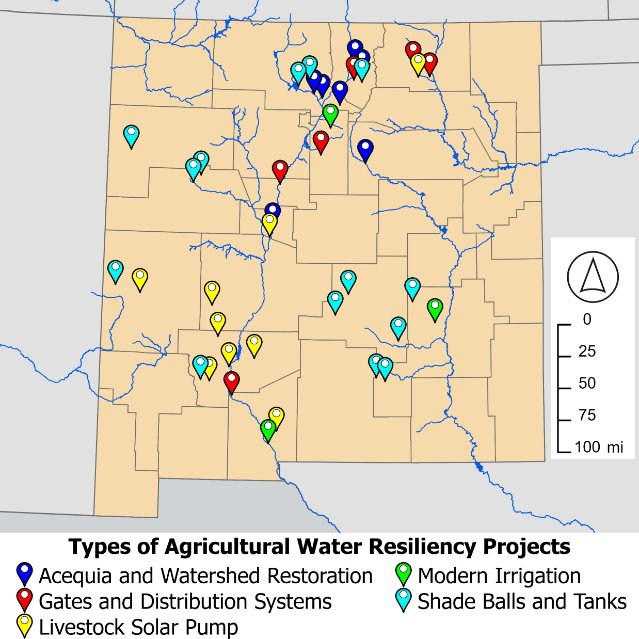 0
25
50
75
100 mi
Types of Agricultural Water Resiliency Projects
Acequia and Watershed Restoration
Modern Irrigation
Gates and Distribution Systems
Shade Balls and Tanks
Livestock Solar Pump